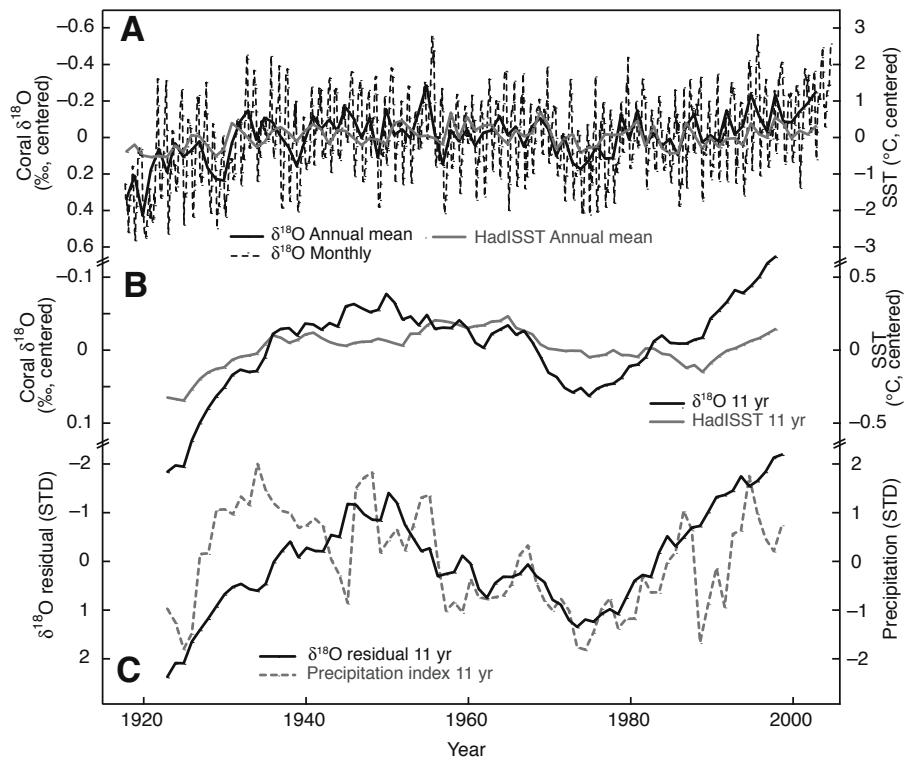 A
−0.6
−0.4
−0.2
0
0.2
0.4
0.6
Coral δ18O
(‰, centered)
3
2
1
0
−1
−2
−3
SST (°C, centered)
δ18O Annual mean
HadISST Annual mean
δ18O Monthly
B
−0.1
0
0.1
Coral δ18O
(‰, centered)
0.5
0
−0.5
SST
(°C, centered)
δ18O 11 yr
HadISST 11 yr
−2
−1
0
1
2
δ18O residual (STD)
2
1
0
−1
−2
Precipitation (STD)
C
δ18O residual 11 yr
Precipitation index 11 yr
1920
1940
1960
1980
2000
Year